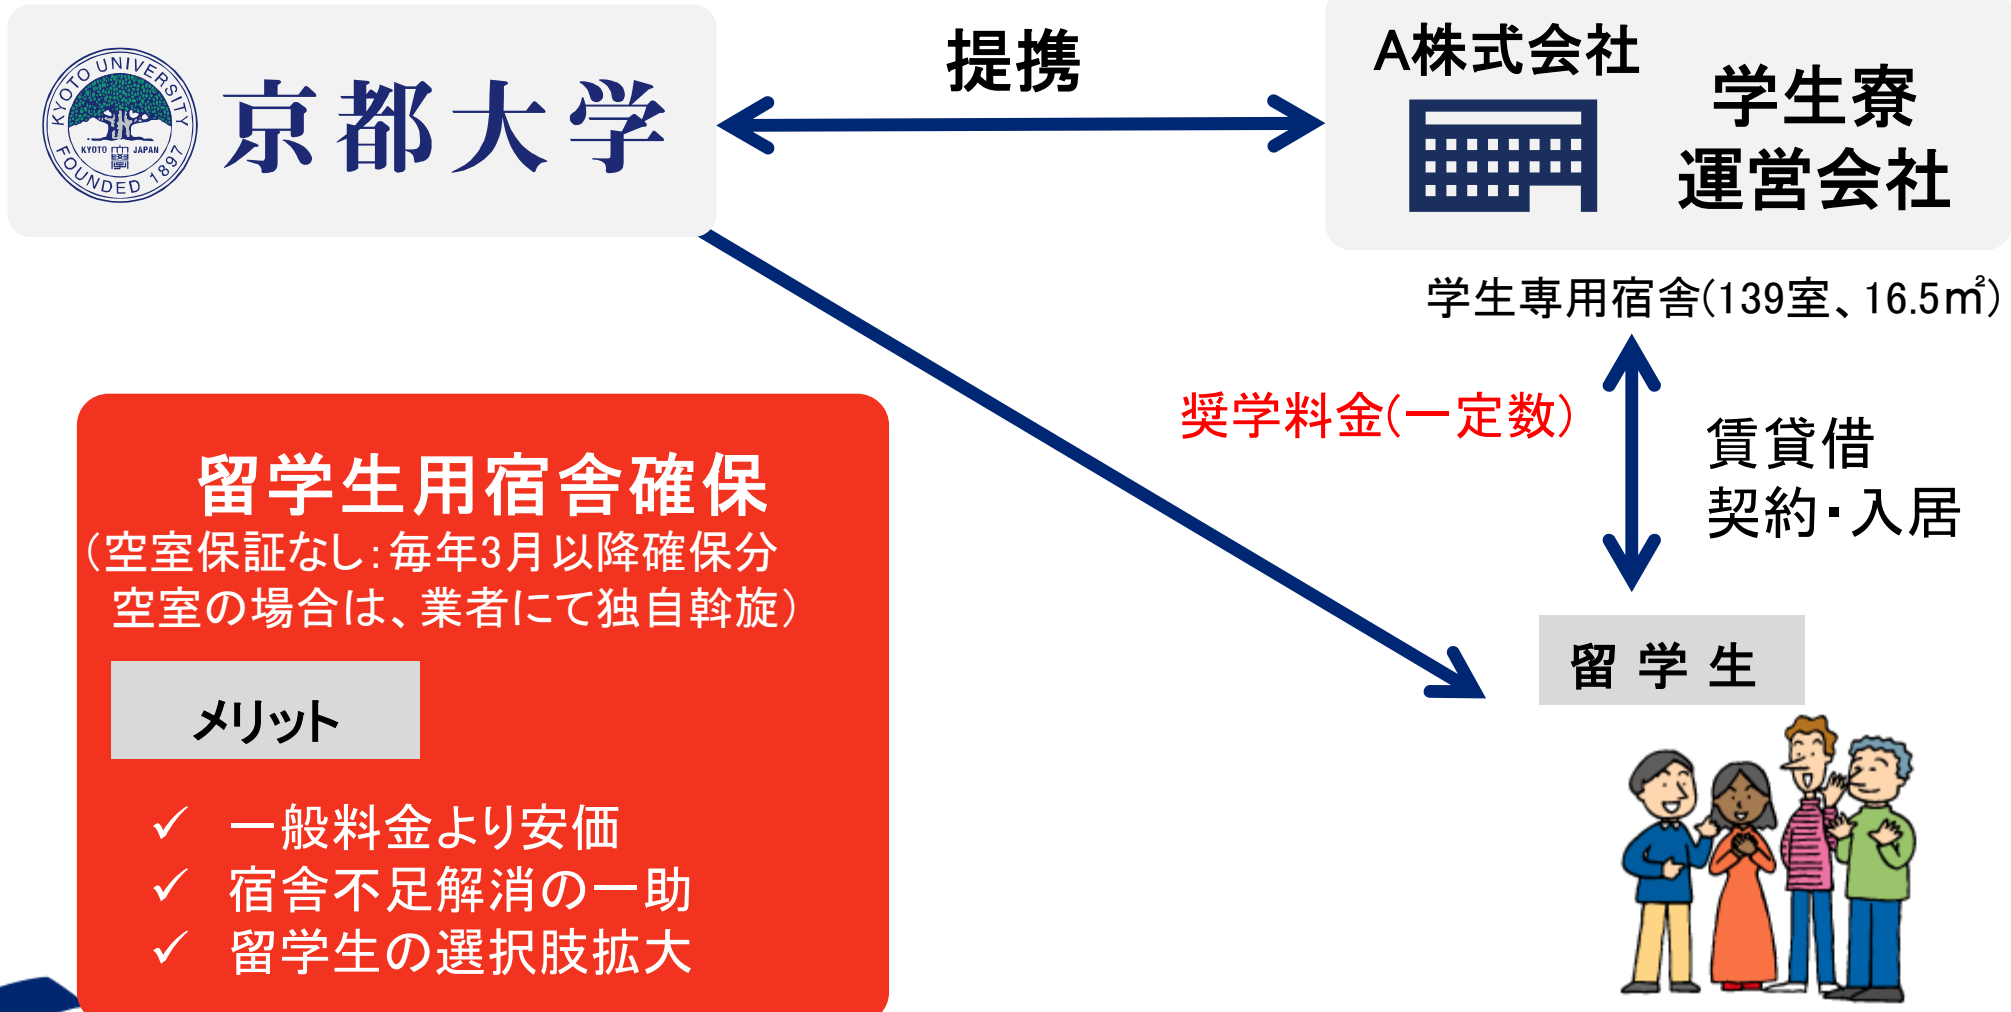 KYOTO UNIVERSITY
FOUNDED 1897
KYOTO JAPAN
京都大学
提携
A株式会社
学生寮
運営会社
学生専用宿舎(139室、16.5㎡)
奨学料金(一定数)
賃貸借
契約・入居
留学生用宿舎確保
(空室保証なし:毎年3月以降確保分
空室の場合は、業者にて独自斡旋)
メリット
✓ 一般料金より安価
✓ 宿舎不足解消の一助
✓ 留学生の選択肢拡大
留 学 生